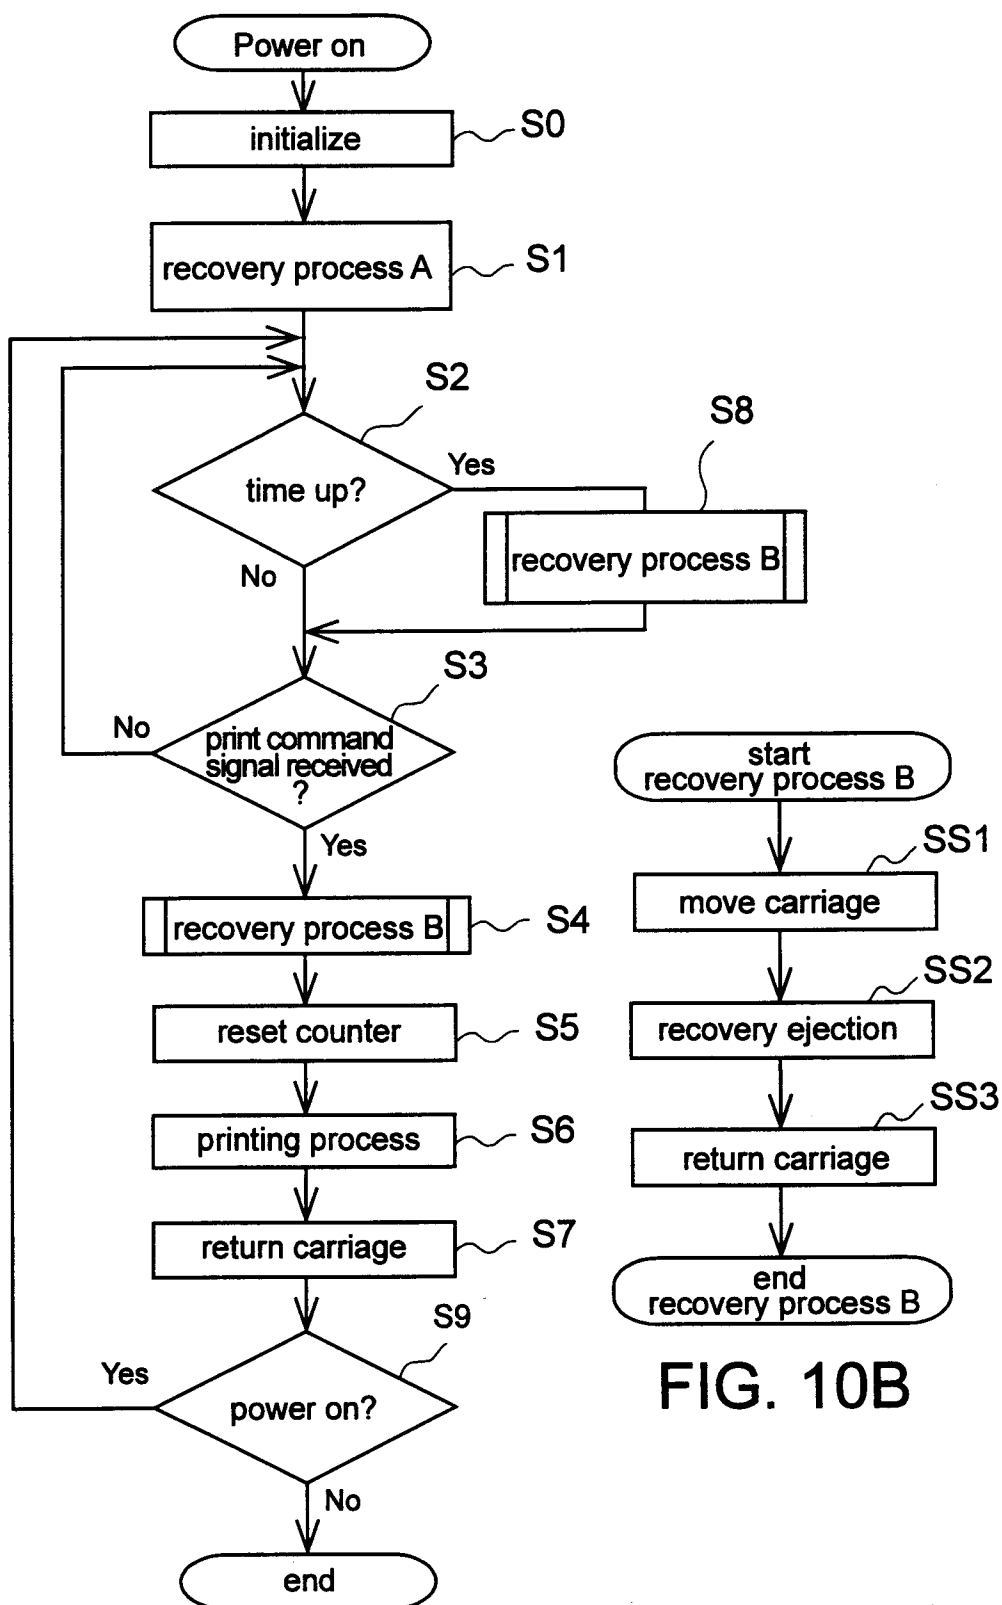 Power on
initialize
S0
recovery process A
S1
S2
time up?
Yes
No
S8
recovery process B
S3
print command
signal received
?
No
Yes
recovery process B
S4
reset counter
S5
printing process
S6
return carriage
S7
S9
power on?
Yes
No
end
start
recovery process B
SS1
move carriage
SS2
recovery ejection
SS3
return carriage
end
recovery process B
FIG. 10B